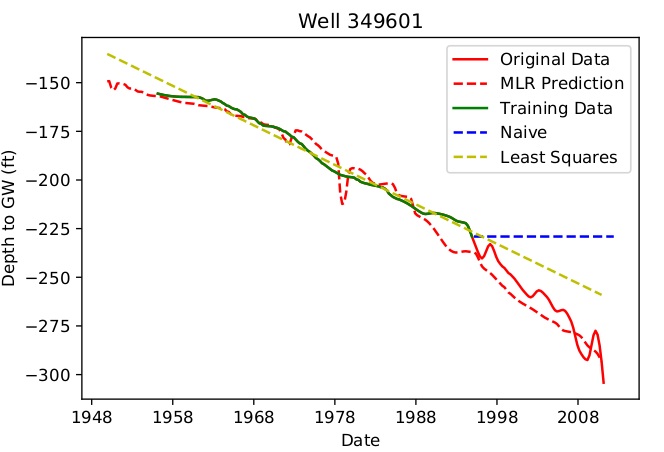 Well 349601
Original Data
MLR Prediction
Training Data
Naive
Least Squares
Depth to GW (ft)
−150
−175
−200
−225
−250
−275
−300
1948 1958 1968 1978 1988 1998 2008
Date